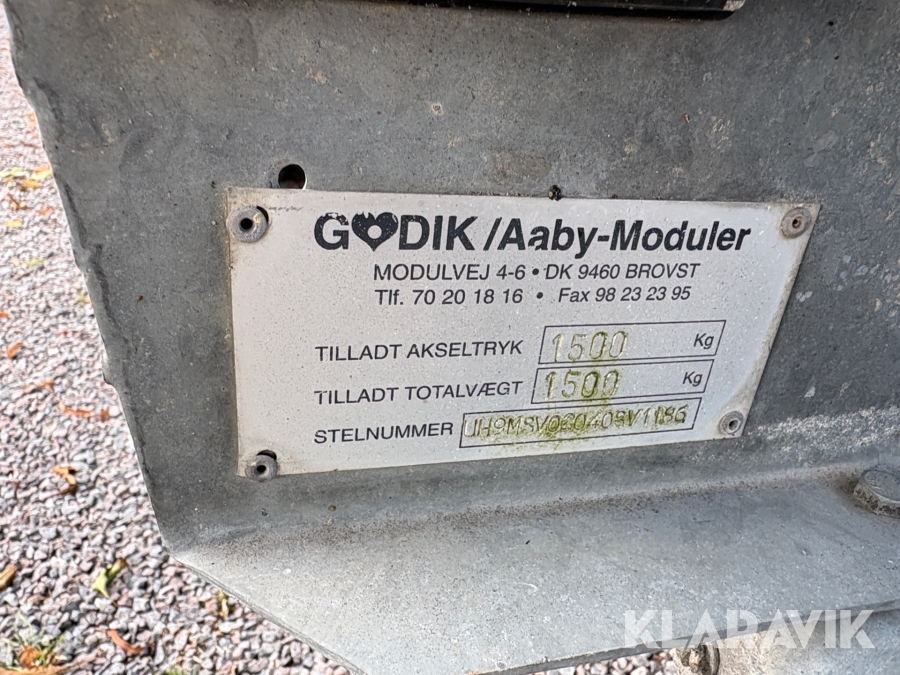 GODIK/Aaby-Moduler
MODULVEJ 4-6 • DK 9460 BROVST
Tlf. 70 20 18 16 • Fax 98 23 23 95
TILLADT AKSELTRYK 1500 Kg
TILLADT TOTALVÆGT 1500 Kg
STELNUMMER
KLARAVIK